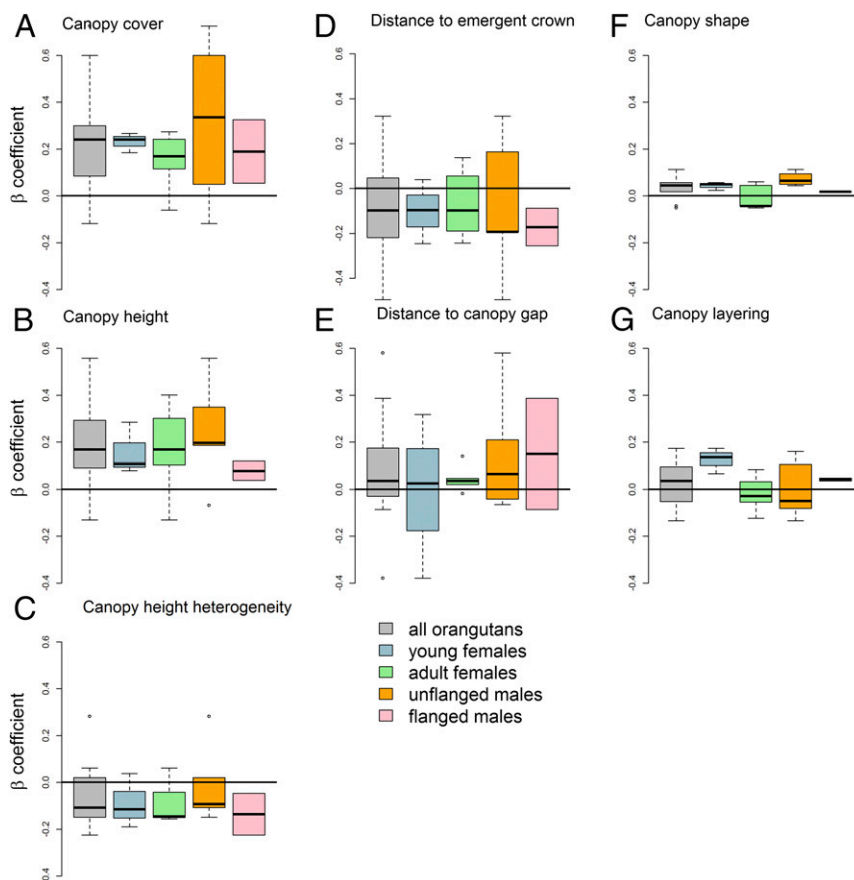 A
Canopy cover
β coefficient
0.6
0.4
0.2
0.0
0.2
-0.4
D
Distance to emergent crown
0.6
0.4
0.2
0.0
0.2
-0.4
F
Canopy shape
0.6
0.4
0.2
0.0
0.2
-0.4
B
Canopy height
β coefficient
0.6
0.4
0.2
0.0
0.2
-0.4
E
Distance to canopy gap
0.6
0.4
0.2
0.0
0.2
-0.4
G
Canopy layering
0.6
0.4
0.2
0.0
0.2
-0.4
C
Canopy height heterogeneity
β coefficient
0.6
0.4
0.2
0.0
0.2
0.4
all orangutans
young females
adult females
unflanged males
flanged males